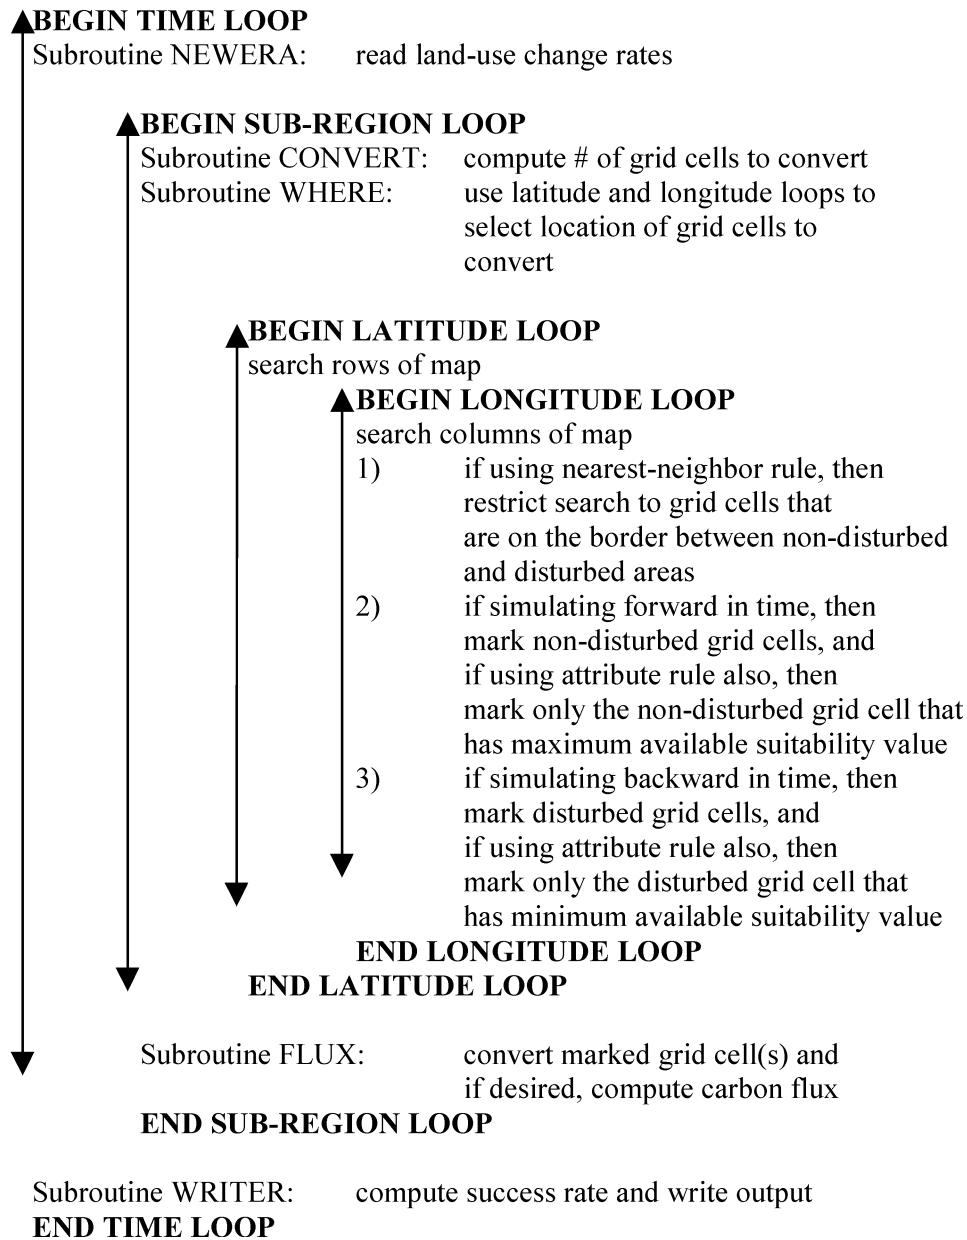 BEGIN TIME LOOP
Subroutine NEWERA: read land-use change rates
BEGIN SUB-REGION LOOP
Subroutine CONVERT: compute # of grid cells to convert
Subroutine WHERE: use latitude and longitude loops to
select location of grid cells to
convert
BEGIN LATITUDE LOOP
search rows of map
BEGIN LONGITUDE LOOP
search columns of map
1) if using nearest-neighbor rule, then
restrict search to grid cells that
are on the border between non-disturbed
and disturbed areas
2) if simulating forward in time, then
mark non-disturbed grid cells, and
if using attribute rule also, then
mark only the non-disturbed grid cell that
has maximum available suitability value
3) if simulating backward in time, then
mark disturbed grid cells, and
if using attribute rule also, then
mark only the disturbed grid cell that
has minimum available suitability value
END LONGITUDE LOOP
END LATITUDE LOOP
Subroutine FLUX: convert marked grid cell(s) and
if desired, compute carbon flux
END SUB-REGION LOOP
Subroutine WRITER: compute success rate and write output
END TIME LOOP